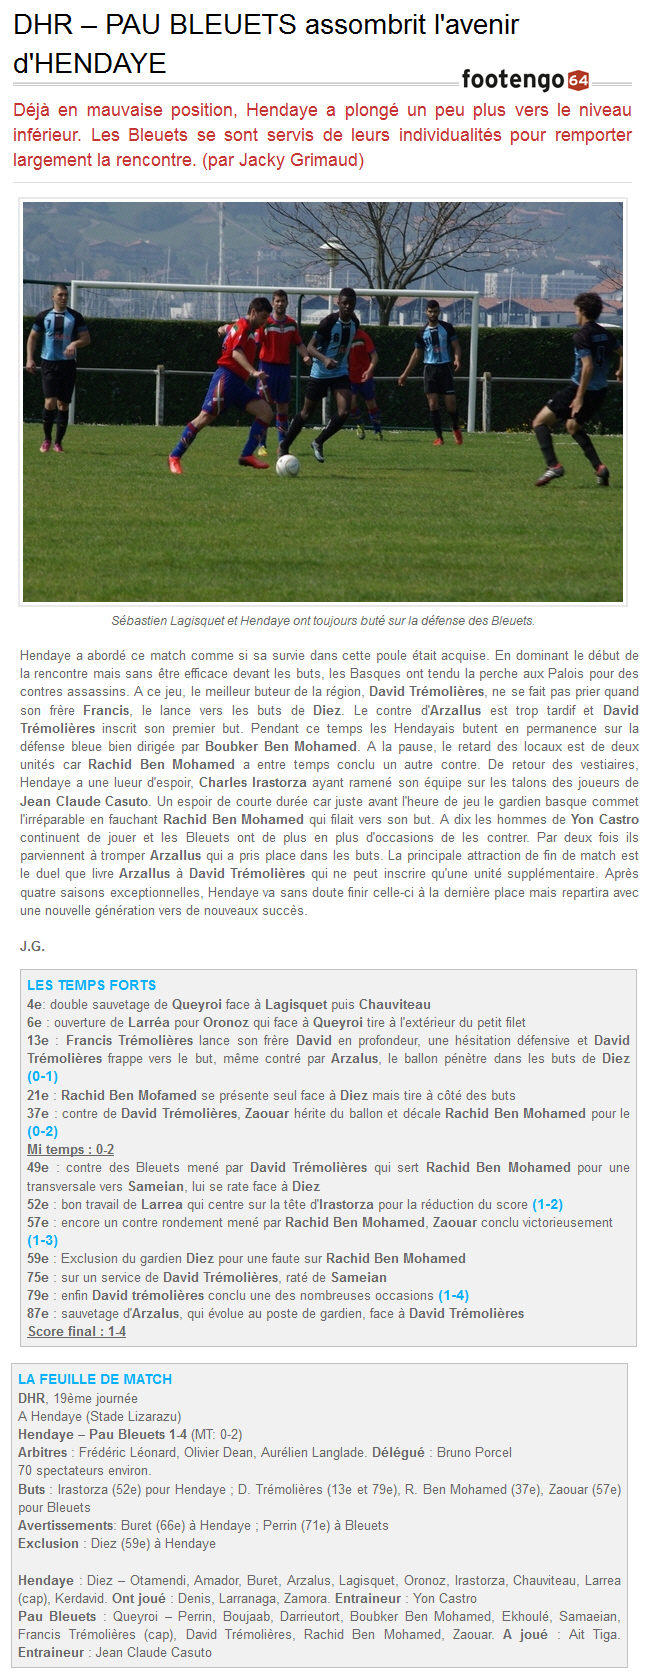 DHR – PAU BLEUETS assombrit l'avenir
d'HENDAYE
footengo 64
Déjà en mauvaise position, Hendaye a plongé un peu plus vers le niveau
inférieur. Les Bleuets se sont servis de leurs individualités pour remporter
largement la rencontre. (par Jacky Grimaud)
Sébastien Lagisquet et Hendaye ont toujours buté sur la défense des Bleuets.
Hendaye a abordé ce match comme si sa survie dans cette poule était acquise. En dominant le début de
la rencontre mais sans être efficace devant les buts, les Basques ont tendu la perche aux Palois pour des
contres assassins. A ce jeu, le meilleur buteur de la région, David Trémolières, ne se fait pas prier quand
son frère Francis, le lance vers les buts de Diez. Le contre d'Arzallus est trop tardif et David
Trémolières inscrit son premier but. Pendant ce temps les Hendayais butent en permanence sur la
défense bleue bien dirigée par Boubker Ben Mohamed. A la pause, le retard des locaux est de deux
unités car Rachid Ben Mohamed a entre temps conclu un autre contre. De retour des vestiaires,
Hendaye a une lueur d'espoir, Charles Irastorza ayant ramené son équipe sur les talons des joueurs de
Jean Claude Casuto. Un espoir de courte durée car juste avant l'heure de jeu le gardien basque commet
l'irréparable en fauchant Rachid Ben Mohamed qui filait vers son but. A dix les hommes de Yon Castro
continuent de jouer et les Bleuets ont de plus en plus d'occasions de les contrer. Par deux fois ils
parviennent à tromper Arzallus qui a pris place dans les buts. La principale attraction de fin de match est
le duel que livre Arzallus à David Trémolières qui ne peut inscrire qu'une unité supplémentaire. Après
quatre saisons exceptionnelles, Hendaye va sans doute finir celle-ci à la dernière place mais repartira avec
une nouvelle génération vers de nouveaux succès.
J.G.
LES TEMPS FORTS
4e: double sauvetage de Queyroi face à Lagisquet puis Chauviteau
6e : ouverture de Larréa pour Oronoz qui face à Queyroi tire à l'extérieur du petit filet
13e : Francis Trémolières lance son frère David en profondeur, une hésitation défensive et David
Trémolières frappe vers le but, même contré par Arzalus, le ballon pénètre dans les buts de Diez
(0-1)
21e : Rachid Ben Mofamed se présente seul face à Diez mais tire à côté des buts
37e : contre de David Trémolières, Zaouar hérite du ballon et décale Rachid Ben Mohamed pour le
(0-2)
Mi temps : 0-2
49e : contre des Bleuets mené par David Trémolières qui sert Rachid Ben Mohamed pour une
transversale vers Sameian, lui se rate face à Diez
52e : bon travail de Larrea qui centre sur la tête d'Irastorza pour la réduction du score (1-2)
57e : encore un contre rondement mené par Rachid Ben Mohamed, Zaouar conclu victorieusement
(1-3)
59e : Exclusion du gardien Diez pour une faute sur Rachid Ben Mohamed
75e : sur un service de David Trémolières, raté de Sameian
79e : enfin David trémolières conclu une des nombreuses occasions (1-4)
87e : sauvetage d'Arzalus, qui évolue au poste de gardien, face à David Trémolières
Score final : 1-4
LA FEUILLE DE MATCH
DHR, 19ème journée
A Hendaye (Stade Lizarazu)
Hendaye – Pau Bleuets 1-4 (MT: 0-2)
Arbitres : Frédéric Léonard, Olivier Dean, Aurélien Langlade. Délégué : Bruno Porcel
70 spectateurs environ.
Buts : Irastorza (52e) pour Hendaye ; D. Trémolières (13e et 79e), R. Ben Mohamed (37e), Zaouar (57e)
pour Bleuets
Avertissements: Buret (66e) à Hendaye ; Perrin (71e) à Bleuets
Exclusion : Diez (59e) à Hendaye
Hendaye : Diez – Otamendi, Amador, Buret, Arzalus, Lagisquet, Oronoz, Irastorza, Chauviteau, Larrea
(cap), Kerdavid. Ont joué : Denis, Larranaga, Zamora. Entraineur : Yon Castro
Pau Bleuets : Queyroi – Perrin, Boujaab, Darrieutort, Boubker Ben Mohamed, Ekhoulé, Samaeian,
Francis Trémolières (cap), David Trémolières, Rachid Ben Mohamed, Zaouar. A joué : Ait Tiga.
Entraineur : Jean Claude Casuto